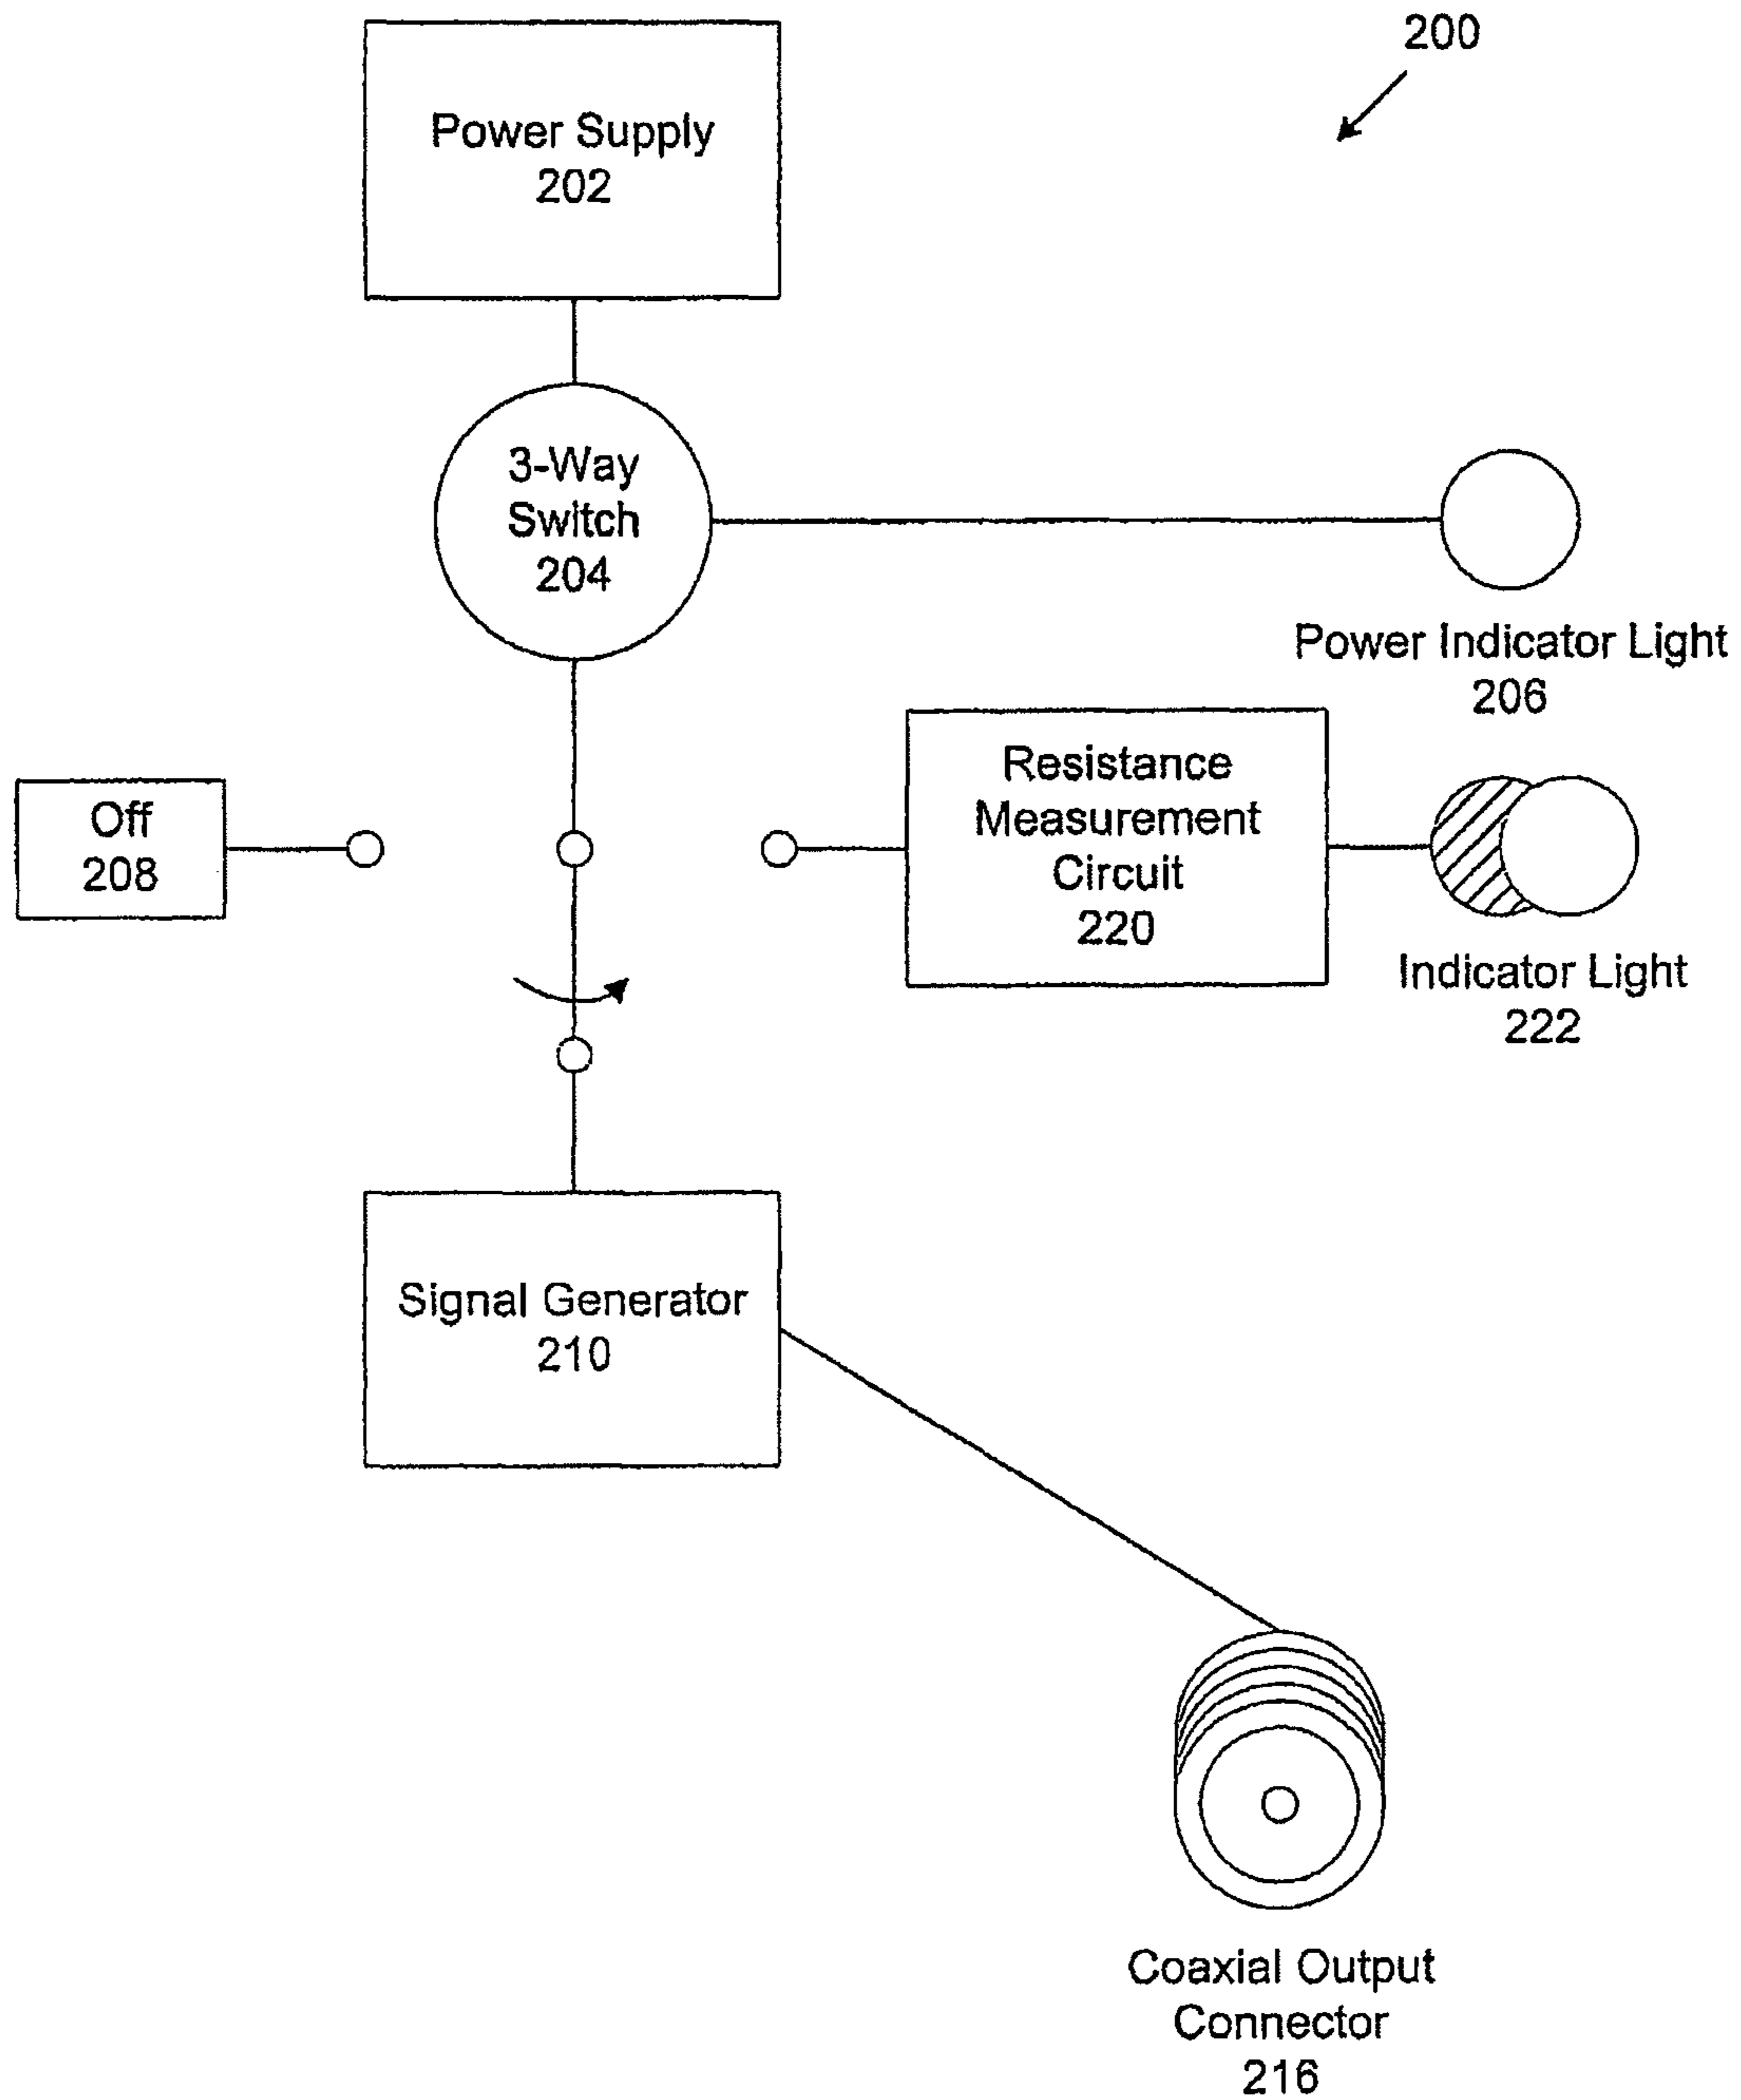 200
Power Supply
202
3-Way
Switch
204
Power Indicator Light
206
Off
208
Resistance
Measurement
Circuit
220
Indicator Light
222
Signal Generator
210
Coaxial Output
Connector
216